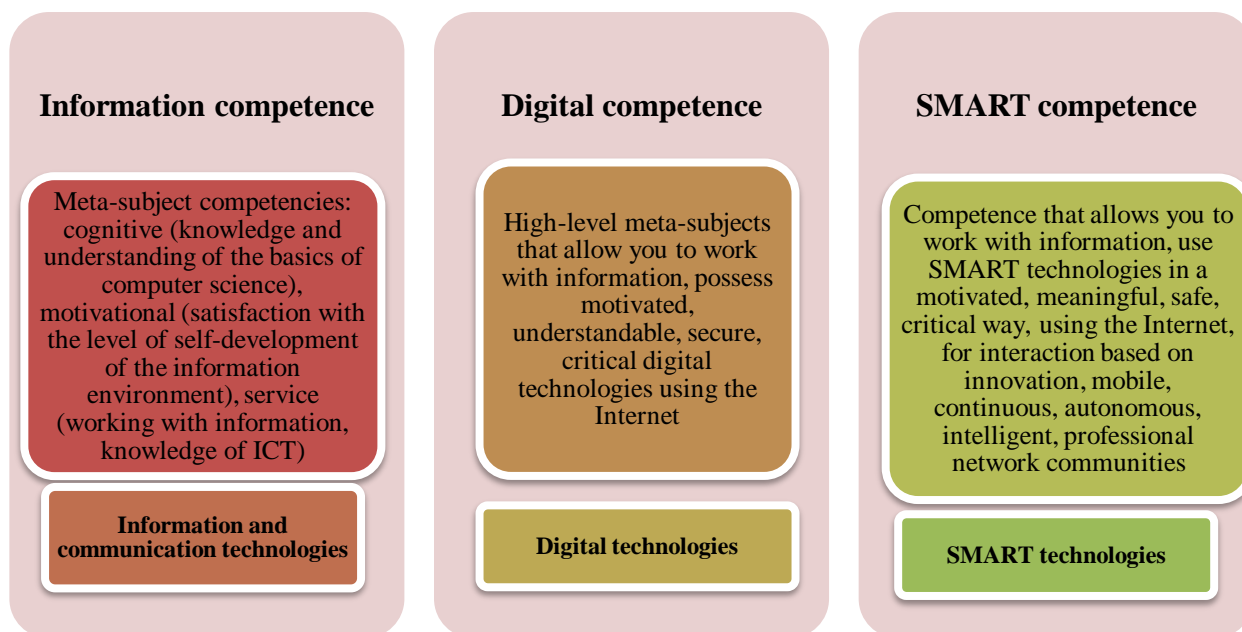 Information competence
Meta-subject competencies:
cognitive (knowledge and
understanding of the basics of
computer science),
motivational (satisfaction with
the level of self-development
of the information
environment), service
(working with information,
knowledge of ICT)
Information and
communication technologies
Digital competence
High-level meta-subjects
that allow you to work
with information, possess
motivated,
understandable, secure,
critical digital
technologies using the
Internet
Digital technologies
SMART competence
Competence that allows you to
work with information, use
SMART technologies in a
motivated, meaningful, safe,
critical way, using the Internet,
for interaction based on
innovation, mobile,
continuous, autonomous,
intelligent, professional
network communities
SMART technologies